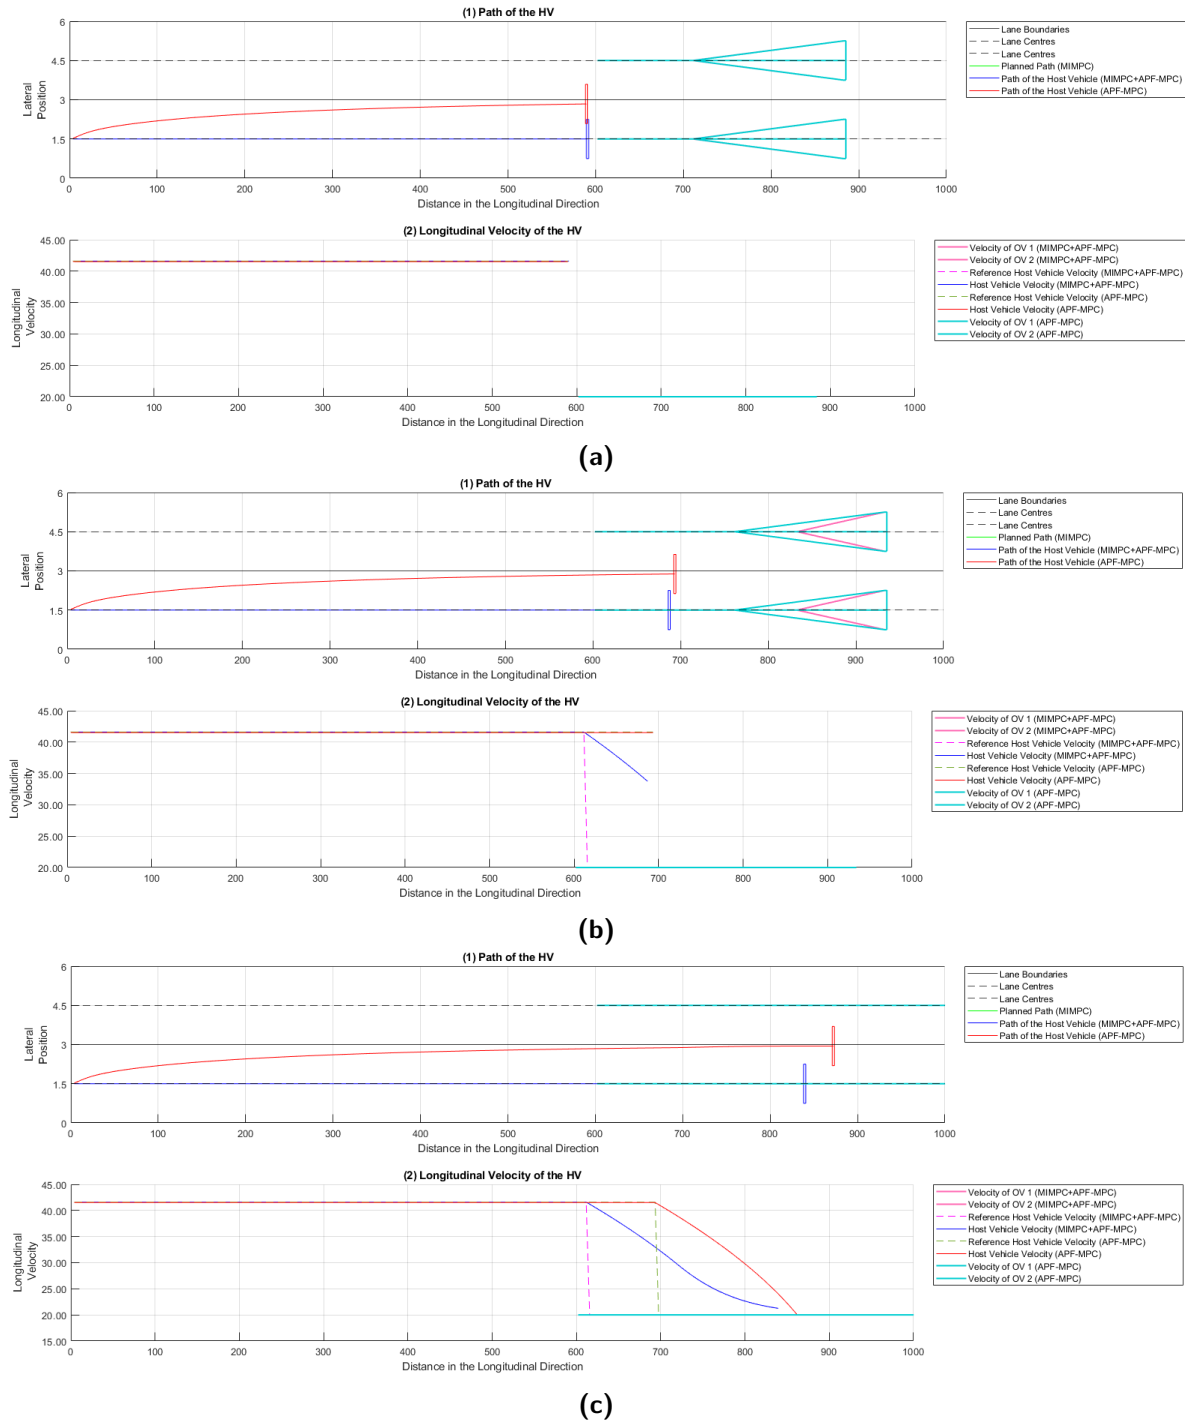 (1) Path of the HV
6
4.5
3
1.5
0
Lateral
Position
0 100 200 300 400 500 600 700 800 900 1000
Distance in the Longitudinal Direction
Lane Boundaries
Lane Centres
Lane Centres
Planned Path (MIMPC)
Path of the Host Vehicle (MIMPC+APF-MPC)
Path of the Host Vehicle (APF-MPC)
(2) Longitudinal Velocity of the HV
45.00
40.00
35.00
30.00
25.00
20.00
Longitudinal
Velocity
0 100 200 300 400 500 600 700 800 900 1000
Distance in the Longitudinal Direction
Velocity of OV 1 (MIMPC+APF-MPC)
Velocity of OV 2 (MIMPC+APF-MPC)
Reference Host Vehicle Velocity (MIMPC+APF-MPC)
Host Vehicle Velocity (MIMPC+APF-MPC)
Reference Host Vehicle Velocity (APF-MPC)
Host Vehicle Velocity (APF-MPC)
Velocity of OV 1 (APF-MPC)
Velocity of OV 2 (APF-MPC)
(a)
(1) Path of the HV
6
4.5
3
1.5
0
Lateral
Position
0 100 200 300 400 500 600 700 800 900 1000
Distance in the Longitudinal Direction
Lane Boundaries
Lane Centres
Lane Centres
Planned Path (MIMPC)
Path of the Host Vehicle (MIMPC+APF-MPC)
Path of the Host Vehicle (APF-MPC)
(2) Longitudinal Velocity of the HV
45.00
40.00
35.00
30.00
25.00
20.00
Longitudinal
Velocity
0 100 200 300 400 500 600 700 800 900 1000
Distance in the Longitudinal Direction
Velocity of OV 1 (MIMPC+APF-MPC)
Velocity of OV 2 (MIMPC+APF-MPC)
Reference Host Vehicle Velocity (MIMPC+APF-MPC)
Host Vehicle Velocity (MIMPC+APF-MPC)
Reference Host Vehicle Velocity (APF-MPC)
Host Vehicle Velocity (APF-MPC)
Velocity of OV 1 (APF-MPC)
Velocity of OV 2 (APF-MPC)
(b)
(1) Path of the HV
6
4.5
3
1.5
0
Lateral
Position
0 100 200 300 400 500 600 700 800 900 1000
Distance in the Longitudinal Direction
Lane Boundaries
Lane Centres
Lane Centres
Planned Path (MIMPC)
Path of the Host Vehicle (MIMPC+APF-MPC)
Path of the Host Vehicle (APF-MPC)
(2) Longitudinal Velocity of the HV
45.00
40.00
35.00
30.00
25.00
20.00
15.00
Longitudinal
Velocity
0 100 200 300 400 500 600 700 800 900 1000
Distance in the Longitudinal Direction
Velocity of OV 1 (MIMPC+APF-MPC)
Velocity of OV 2 (MIMPC+APF-MPC)
Reference Host Vehicle Velocity (MIMPC+APF-MPC)
Host Vehicle Velocity (MIMPC+APF-MPC)
Reference Host Vehicle Velocity (APF-MPC)
Host Vehicle Velocity (APF-MPC)
Velocity of OV 1 (APF-MPC)
Velocity of OV 2 (APF-MPC)
(c)